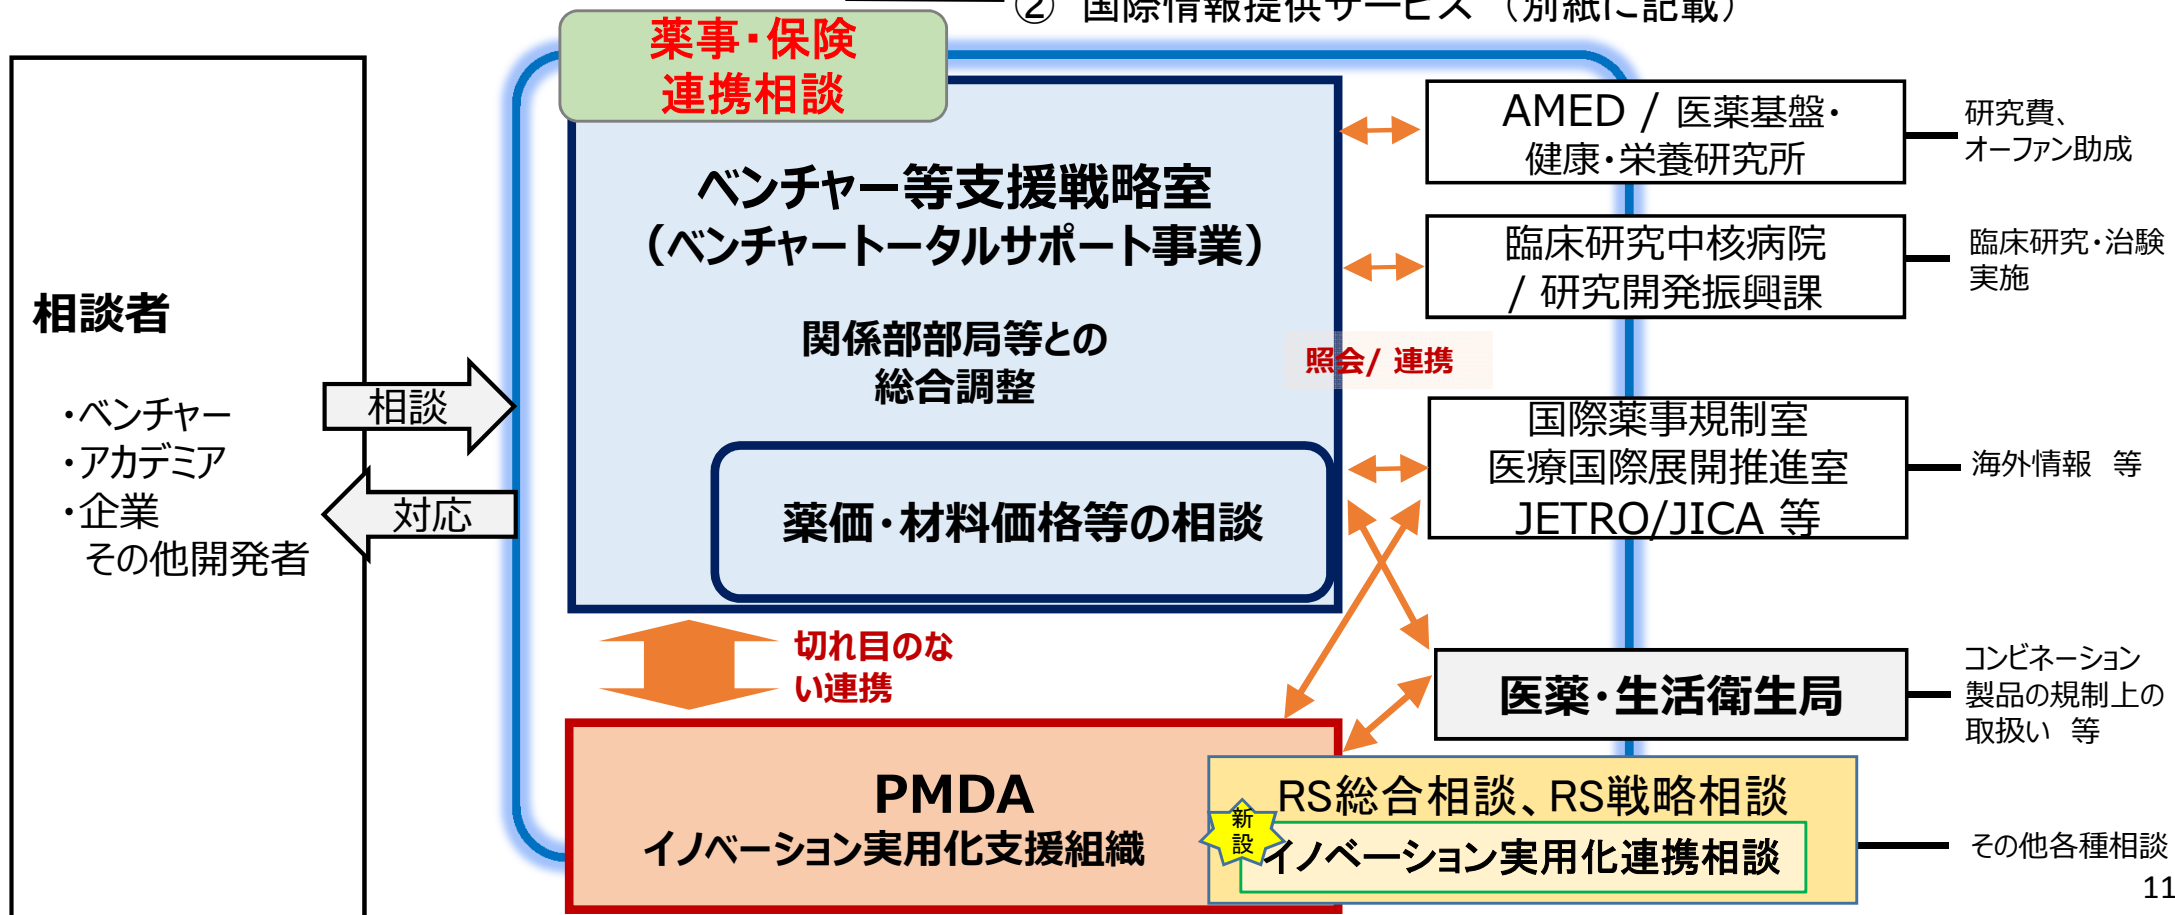 ② 国際情報提供サービス （別紙に記載）
薬事・保険
連携相談
相談者
・ベンチャー
・アカデミア
・企業
その他開発者
相談
対応
ベンチャー等支援戦略室
（ベンチャートータルサポート事業）
関係部部局等との
総合調整
薬価・材料価格等の相談
照会/ 連携
切れ目のな
い連携
PMDA
イノベーション実用化支援組織
AMED / 医薬基盤・
健康・栄養研究所
研究費、
オーファン助成
臨床研究中核病院
/ 研究開発振興課
臨床研究・治験
実施
国際薬事規制室
医療国際展開推進室
JETRO/JICA 等
海外情報 等
医薬・生活衛生局
コンビネーション
製品の規制上の
取扱い 等
RS総合相談、RS戦略相談
新
設
イノベーション実用化連携相談
その他各種相談
11